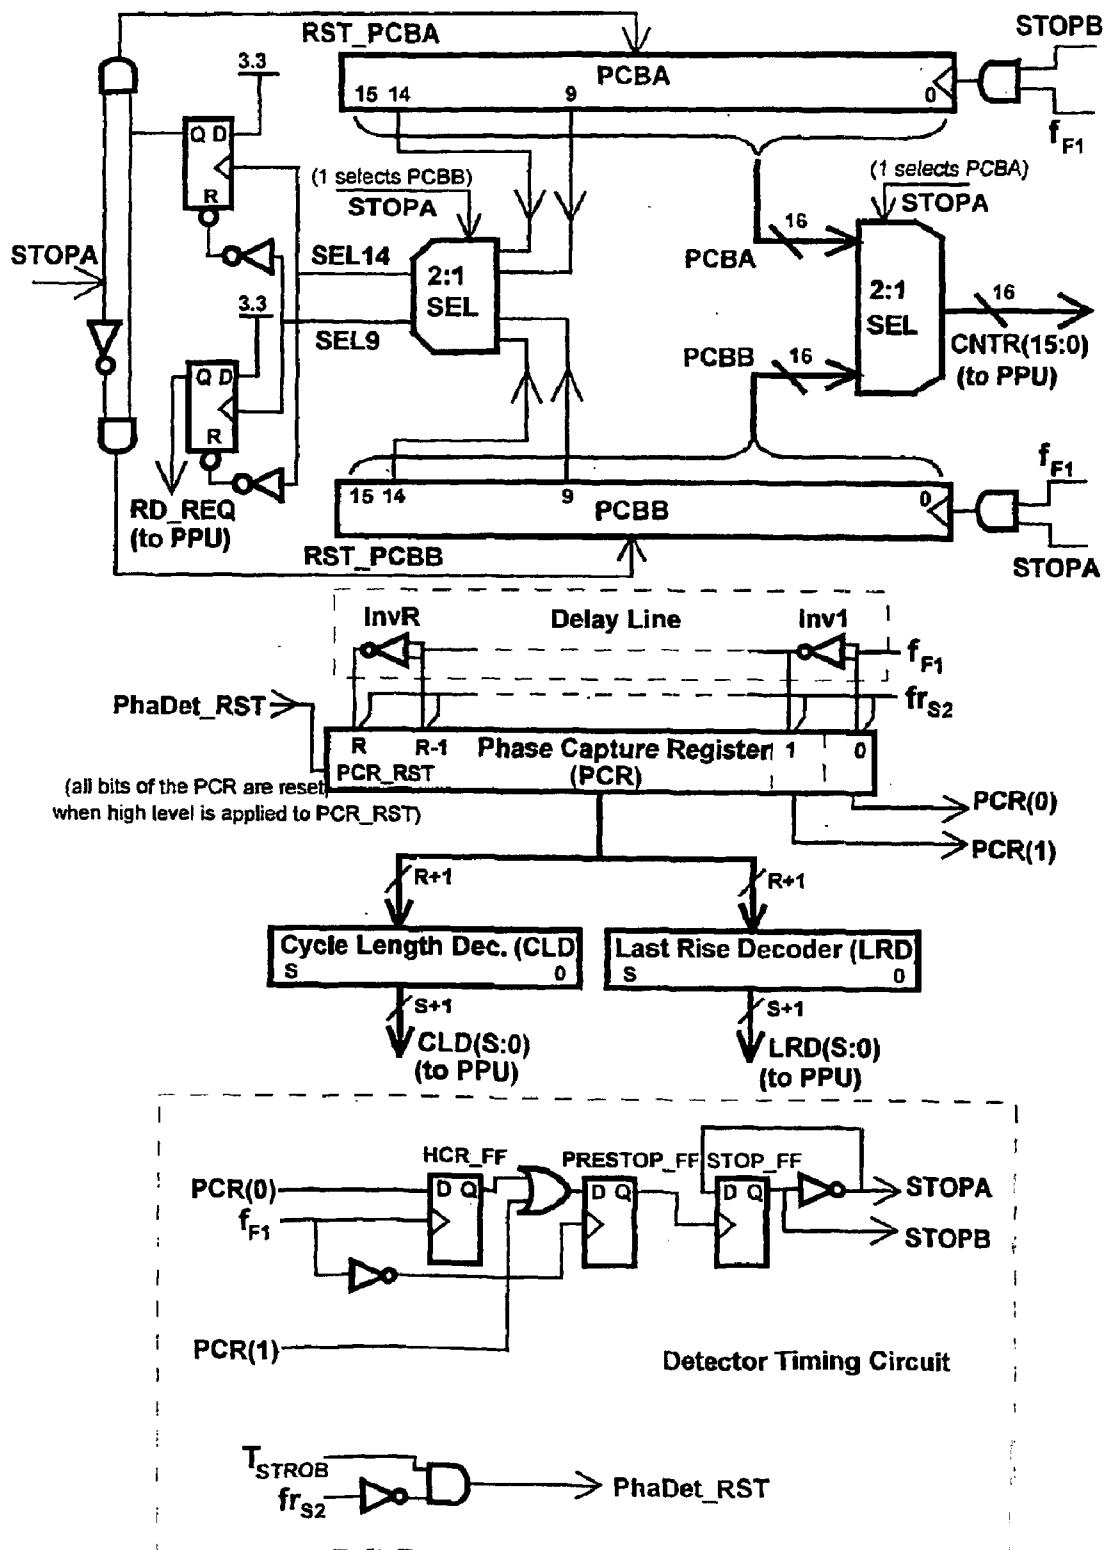 RST_PCBA
STOPB
3.3
PCBA
15 14
9
0
f F1
Q D
R
(1 selects PCBB)
STOPA
(1 selects PCBA)
STOPA
STOPA
SEL14
2:1
SEL
PCBA
16
2:1
SEL
16
3.3
SEL9
CNTR(15:0)
(to PPU)
PCBB
16
Q D
R
f F1
15 14
9
0
PCBB
RD_REQ
(to PPU)
RST_PCBB
STOPA
InvR
Delay Line
Inv1
f F1
PhaDet_RST
fr S2
R
R-1
Phase Capture Register
1
0
PCR_RST
(PCR)
(all bits of the PCR are reset
when high level is applied to PCR_RST)
PCR(0)
PCR(1)
R+1
R+1
Cycle Length Dec. (CLD
S
0
Last Rise Decoder (LRD
S
0
S+1
S+1
CLD(S:0)
(to PPU)
LRD(S:0)
(to PPU)
HCR_FF
PRESTOP_FF
STOP_FF
PCR(0)
D Q
D Q
D Q
STOPA
f F1
STOPB
PCR(1)
Detector Timing Circuit
T STROB
PhaDet_RST
fr S2